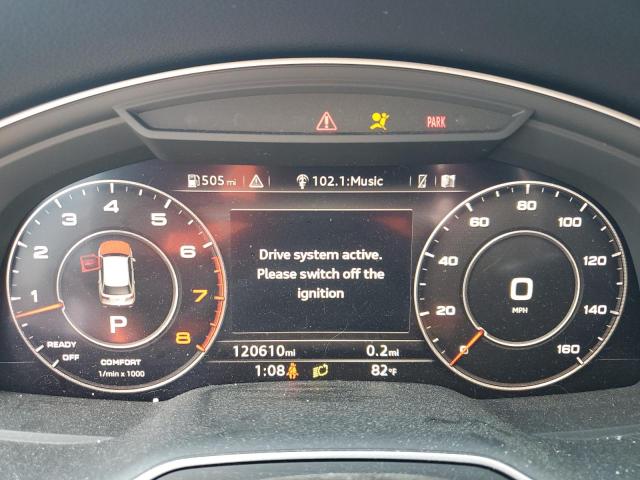 PARK
505 mi
102.1:Music
1 2 3 4 5 6 7 8
READY
OFF
P
COMFORT
1/min x 1000
Drive system active.
Please switch off the
ignition
20 40 60 80 100 120 140 160
0
MPH
120610mi 0.2mi
1:08 82°F